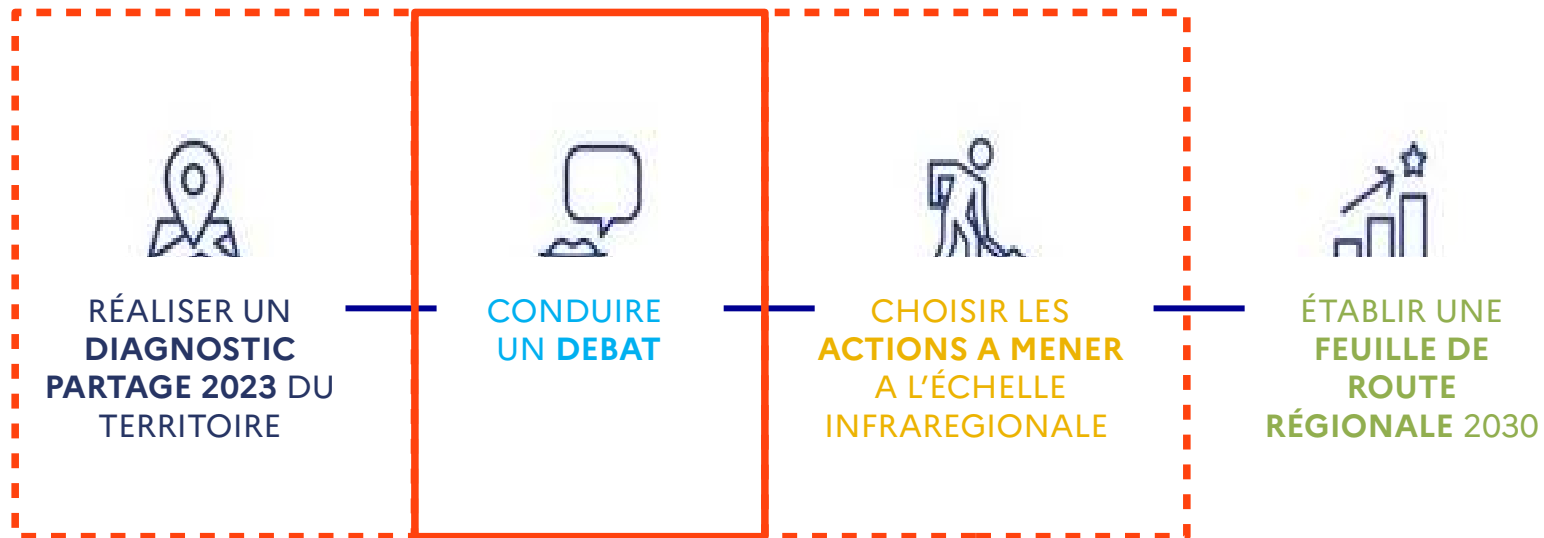 RÉALISER UN
DIAGNOSTIC
PARTAGE 2023 DU
TERRITOIRE
CONDUIRE
UN DEBAT
CHOISIR LES
ACTIONS A MENER
A L'ÉCHELLE
INFRAREGIONALE
ÉTABLIR UNE
FEUILLE DE
ROUTE
RÉGIONALE 2030